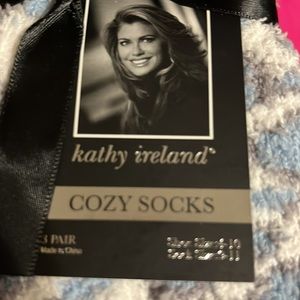 kathy ireland®
COZY SOCKS
3 PAIR
Made in China